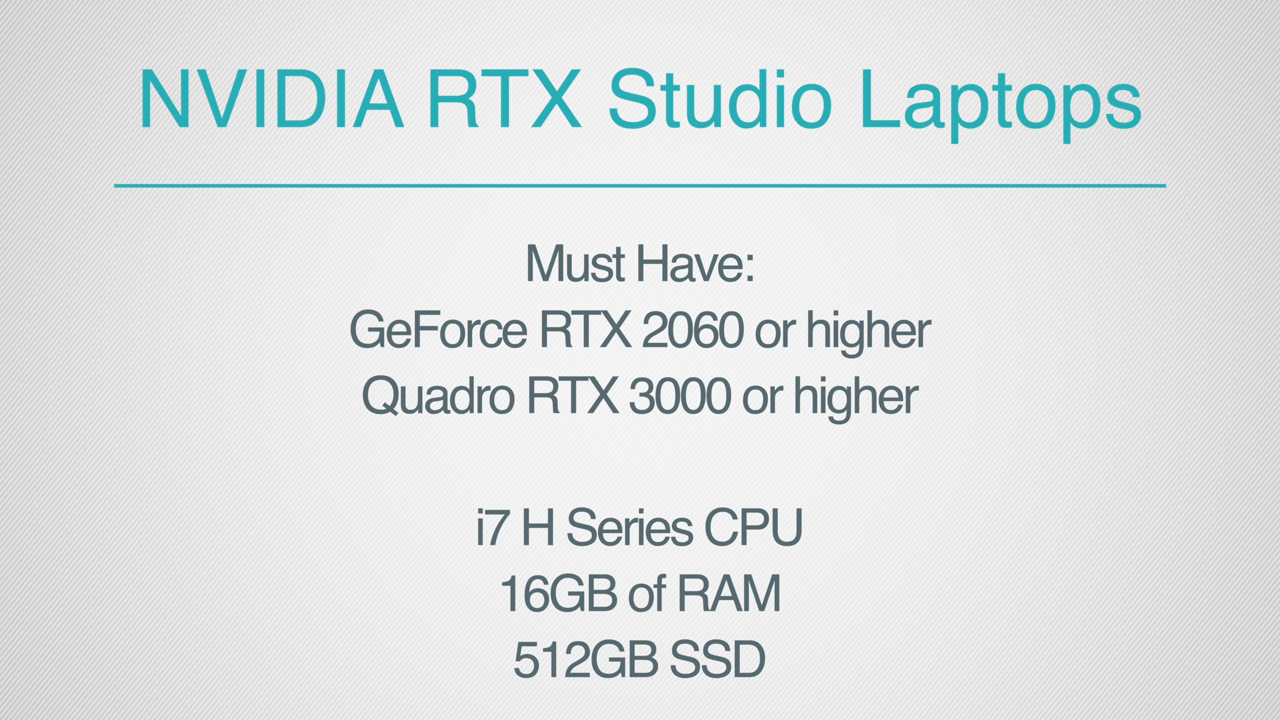 NVIDIA RTX Studio Laptops
Must Have:
GeForce RTX 2060 or higher
Quadro RTX 3000 or higher
i7 H Series CPU
16GB of RAM
512GB SSD